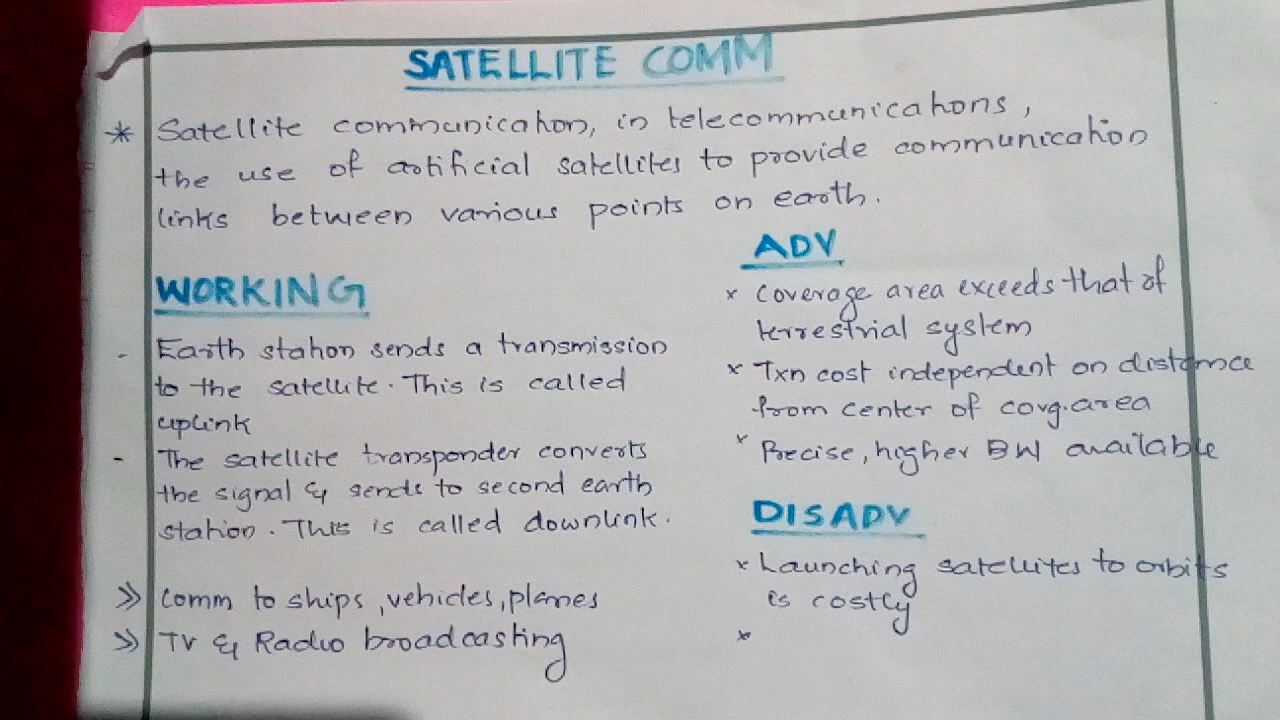 SATELLITE COMM
* Satellite communication, in telecommunications,
the use of artificial satellites to provide communication
links between various points on earth.
WORKING
- Earth station sends a transmission
to the satellite. This is called
uplink
- The satellite transponder converts
the signal & sends to second earth
station. This is called downlink.
>> Comm to ships, vehicles, planes
>> TV & Radio broadcasting
ADV
x Coverage area exceeds that of
terrestrial system
x Txn cost independent on distance
from center of covg. area
x Precise, higher BW available
DISADV
x Launching satellites to orbits
is costly
x